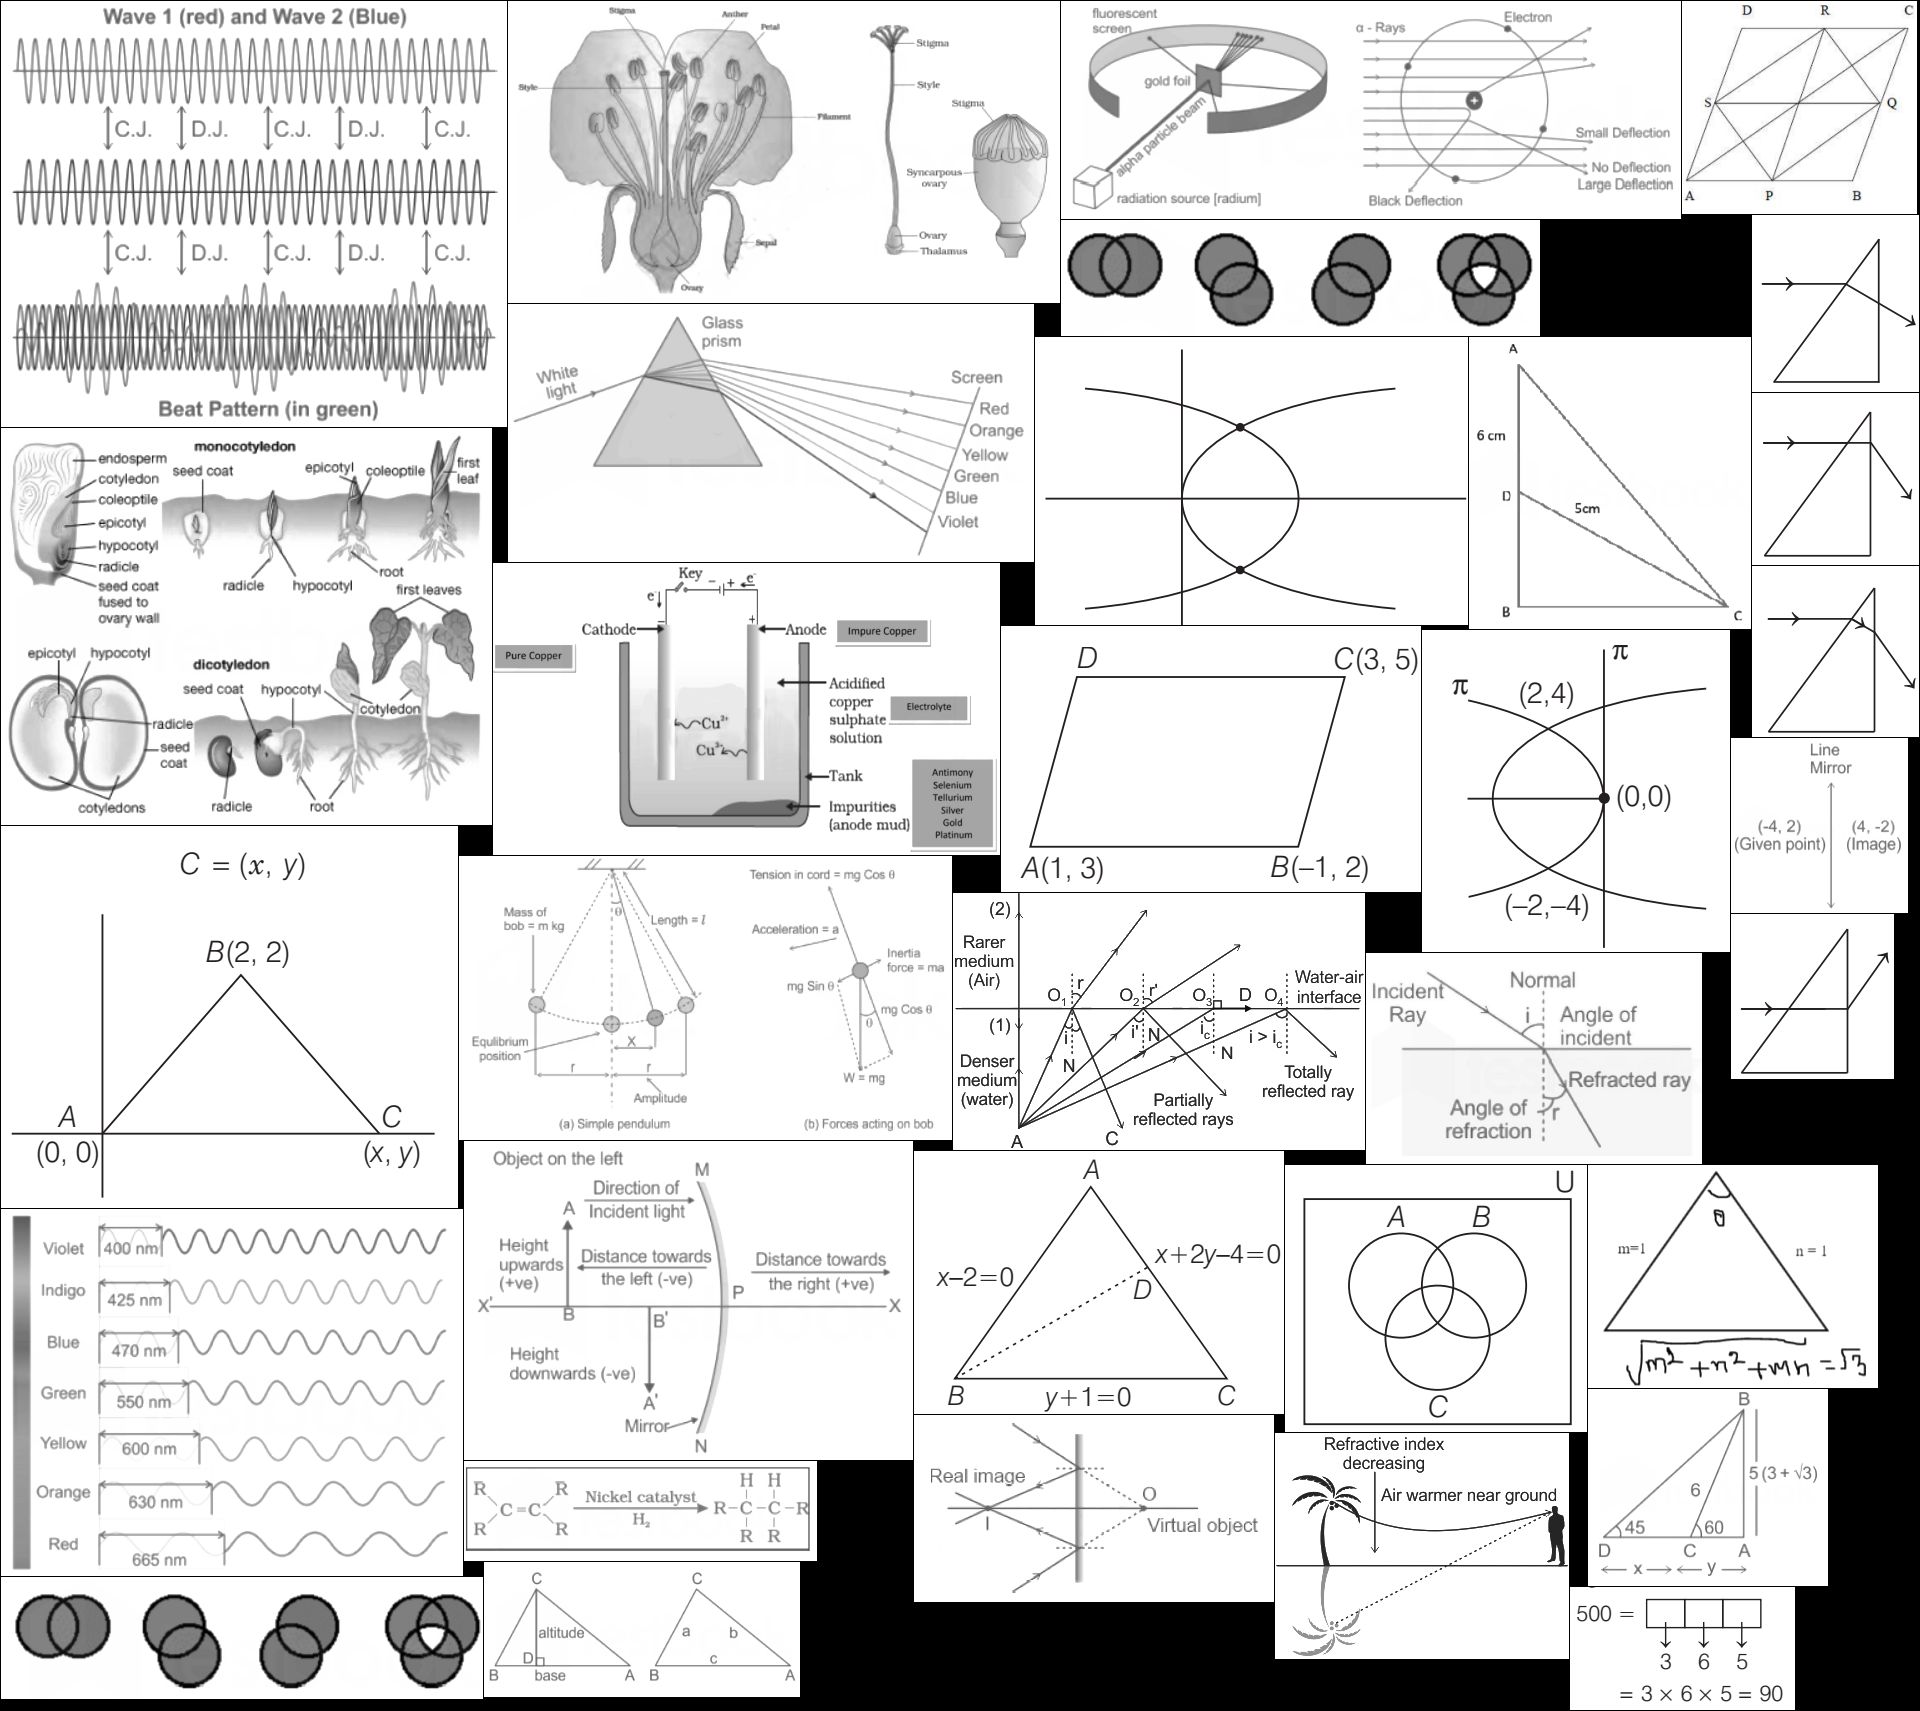 Wave 1 (red) and Wave 2 (Blue)
C.J. D.J. C.J. D.J. C.J.
C.J. D.J. C.J. D.J. C.J.
Beat Pattern (in green)
Stigma
Anther
Petal
Style
Filament
Sepal
Ovary
Stigma
Style
Stigma
Syncarpous
ovary
Ovary
Thalamus
fluorescent
screen
gold foil
alpha particle beam
radiation source [radium]
α - Rays
Electron
Small Deflection
No Deflection
Large Deflection
Black Deflection
D R C
S Q
A P B
Glass
prism
White
light
Screen
Red
Orange
Yellow
Green
Blue
Violet
A
6 cm
D
5cm
B C
monocotyledon
endosperm
cotyledon
coleoptile
epicotyl
hypocotyl
radicle
seed coat
fused to
ovary wall
seed coat
epicotyl
coleoptile
first
leaf
radicle
hypocotyl
root
first leaves
epicotyl
hypocotyl
dicotyledon
seed coat
hypocotyl
cotyledon
radicle
seed
coat
cotyledons
radicle
root
Key
− +
e⁻
e⁻
− +
Cathode
Anode
Impure Copper
Pure Copper
Acidified
copper
sulphate
solution
Electrolyte
Cu²⁺
Cu²⁺
Tank
Impurities
(anode mud)
Antimony
Selenium
Tellurium
Silver
Gold
Platinum
D C(3, 5)
A(1, 3) B(−1, 2)
π
π
(2,4)
(0,0)
(−2,−4)
Line
Mirror
(-4, 2)
(Given point)
(4, -2)
(Image)
C = (x, y)
B(2, 2)
A C
(0, 0) (x, y)
Mass of
bob = m kg
θ
Length = l
Equlibrium
position
X
r r
Amplitude
(a) Simple pendulum
Tension in cord = mg Cos θ
Acceleration = a
Inertia
force = ma
mg Sin θ
mg Cos θ
θ
W = mg
(b) Forces acting on bob
(2)
Rarer
medium
(Air)
(1)
Denser
medium
(water)
O₁ r O₂ r' O₃ D O₄
Water-air
interface
i i' N i_c i > i_c
N N
Partially
reflected rays
Totally
reflected ray
A C
Incident
Ray
Normal
i
Angle of
incident
Refracted ray
Angle of
refraction
r
Object on the left
M
Direction of
Incident light
A
Height
upwards
(+ve)
Distance towards
the left (-ve)
Distance towards
the right (+ve)
P
X' B B' X
Height
downwards (-ve)
A'
Mirror
N
A
x−2=0
x+2y−4=0
D
B C
y+1=0
U
A B
C
θ
m=1
n = 1
√m²+n²+mn = √3
Violet 400 nm
Indigo 425 nm
Blue 470 nm
Green 550 nm
Yellow 600 nm
Orange 630 nm
Red 665 nm
R R
C=C
R R
Nickel catalyst
H₂
H H
R−C−C−R
R R
Real image
I
O
Virtual object
Refractive index
decreasing
Air warmer near ground
B
5(3 + √3)
6
45 60
D C A
x y
C
altitude
D
B base A
C
a b
c
B A
500 =
3 6 5
= 3 × 6 × 5 = 90